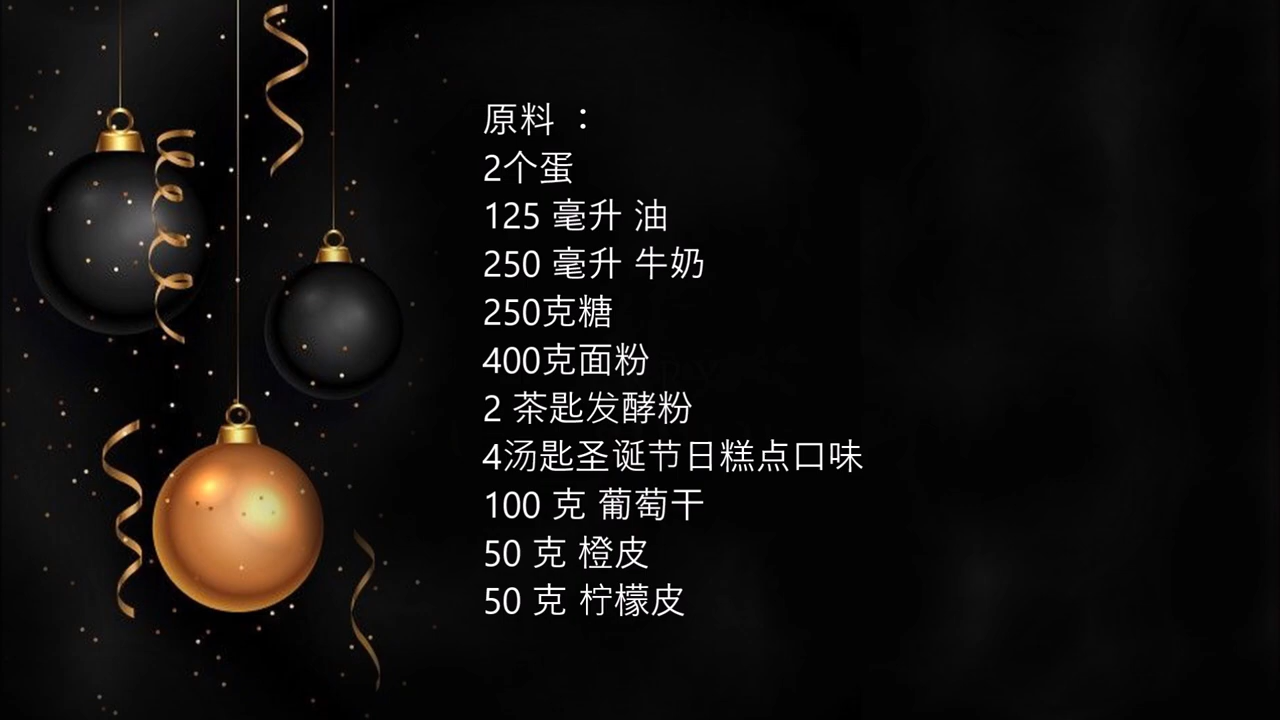 原料 ：
2个蛋
125 毫升 油
250 毫升 牛奶
250克糖
400克面粉
2 茶匙发酵粉
4汤匙圣诞节日糕点口味
100 克 葡萄干
50 克 橙皮
50 克 柠檬皮